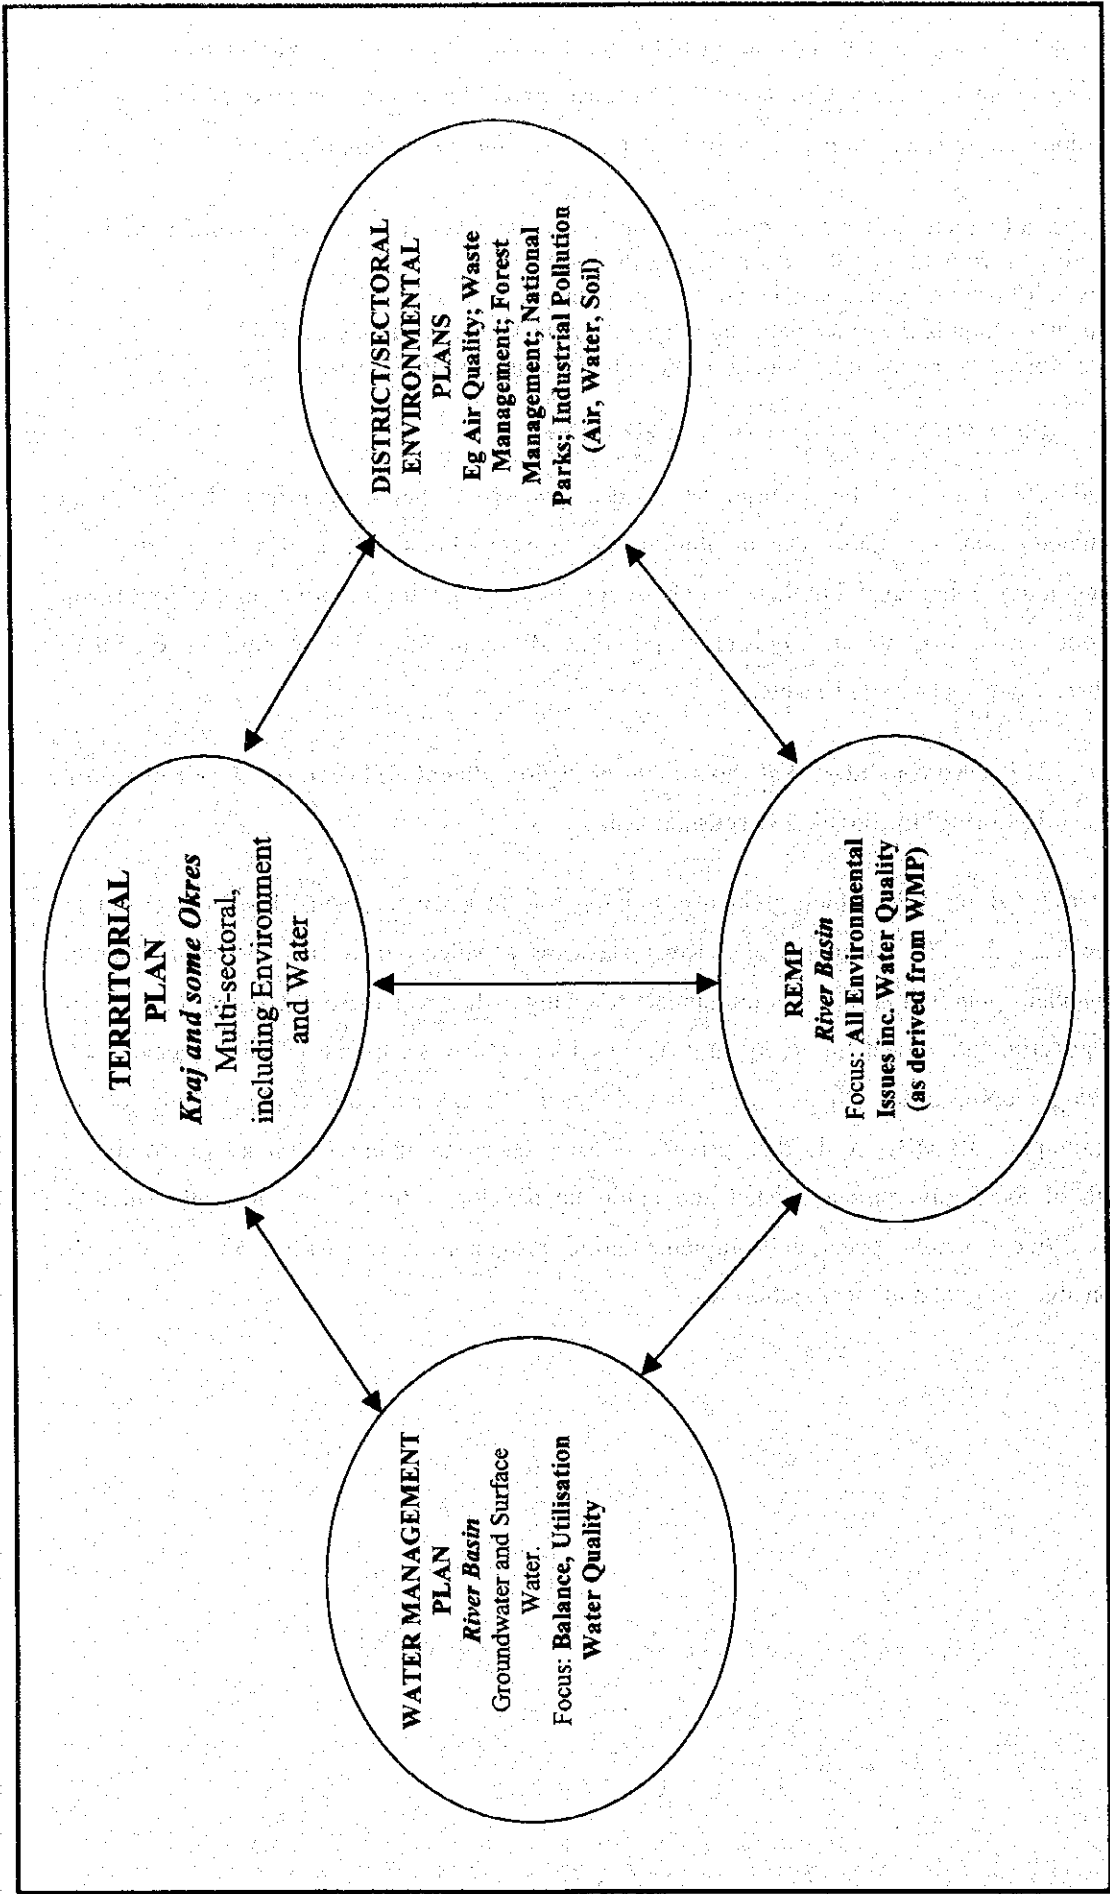 TERRITORIAL
PLAN
Kraj and some Okres
Multi-sectoral,
including Environment
and Water
WATER MANAGEMENT
PLAN
River Basin
Groundwater and Surface
Water.
Focus: Balance, Utilisation
Water Quality
DISTRICT/SECTORAL
ENVIRONMENTAL
PLANS
Eg Air Quality; Waste
Management; Forest
Management; National
Parks; Industrial Pollution
(Air, Water, Soil)
REMP
River Basin
Focus: All Environmental
Issues inc. Water Quality
(as derived from WMP)